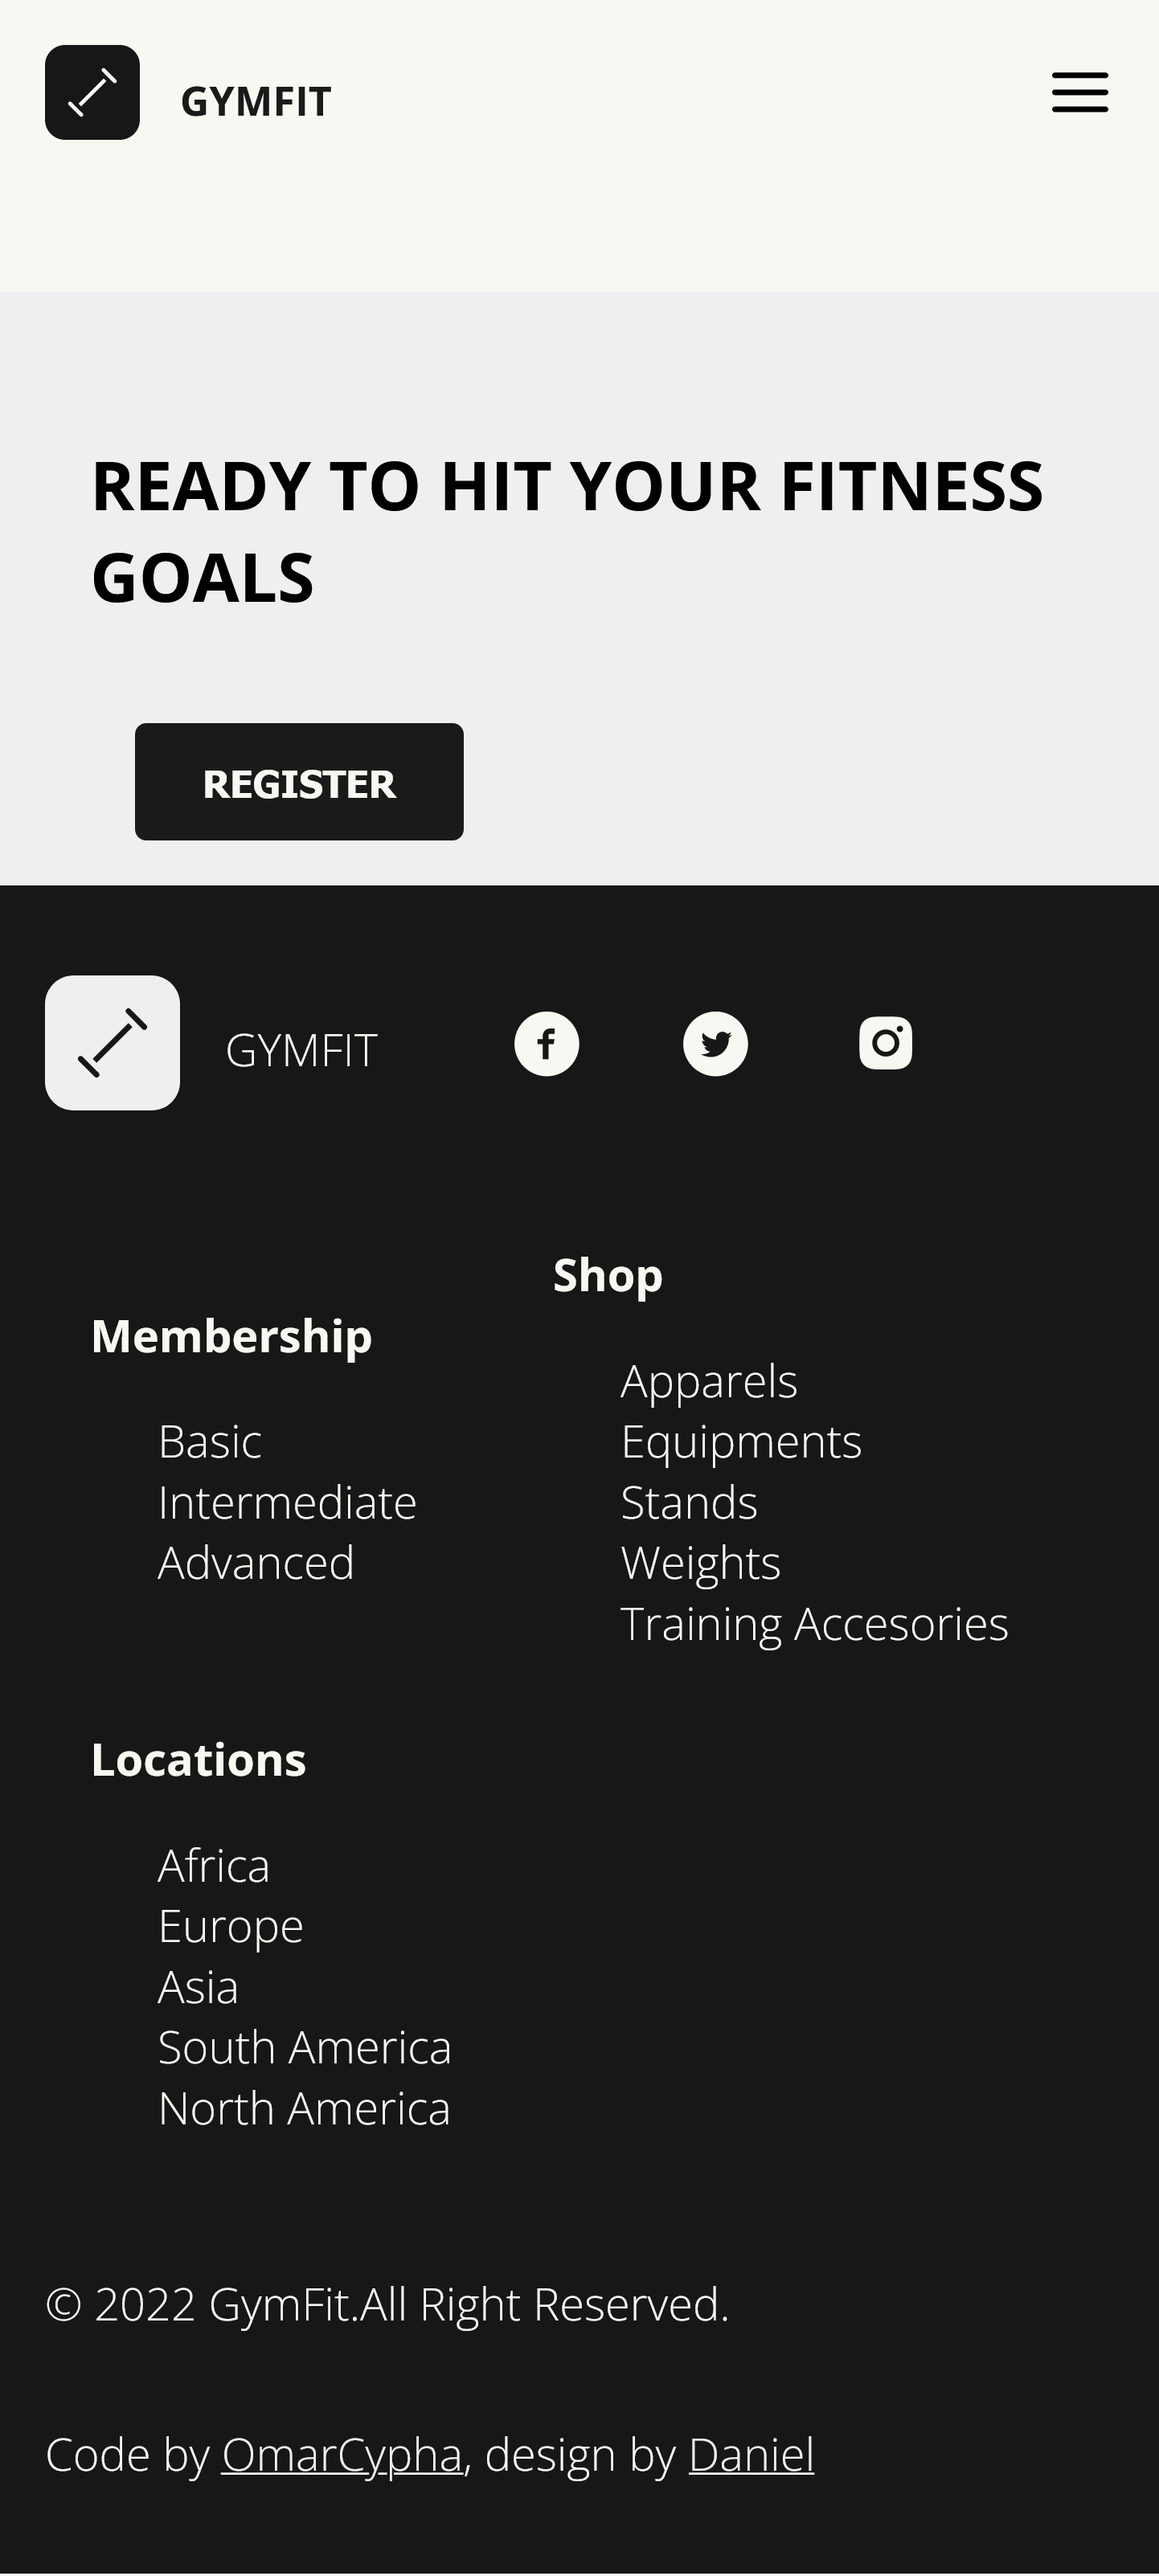 GYMFIT
READY TO HIT YOUR FITNESS
GOALS
REGISTER
GYMFIT
Membership
Basic
Intermediate
Advanced
Shop
Apparels
Equipments
Stands
Weights
Training Accesories
Locations
Africa
Europe
Asia
South America
North America
© 2022 GymFit.All Right Reserved.
Code by OmarCypha, design by Daniel